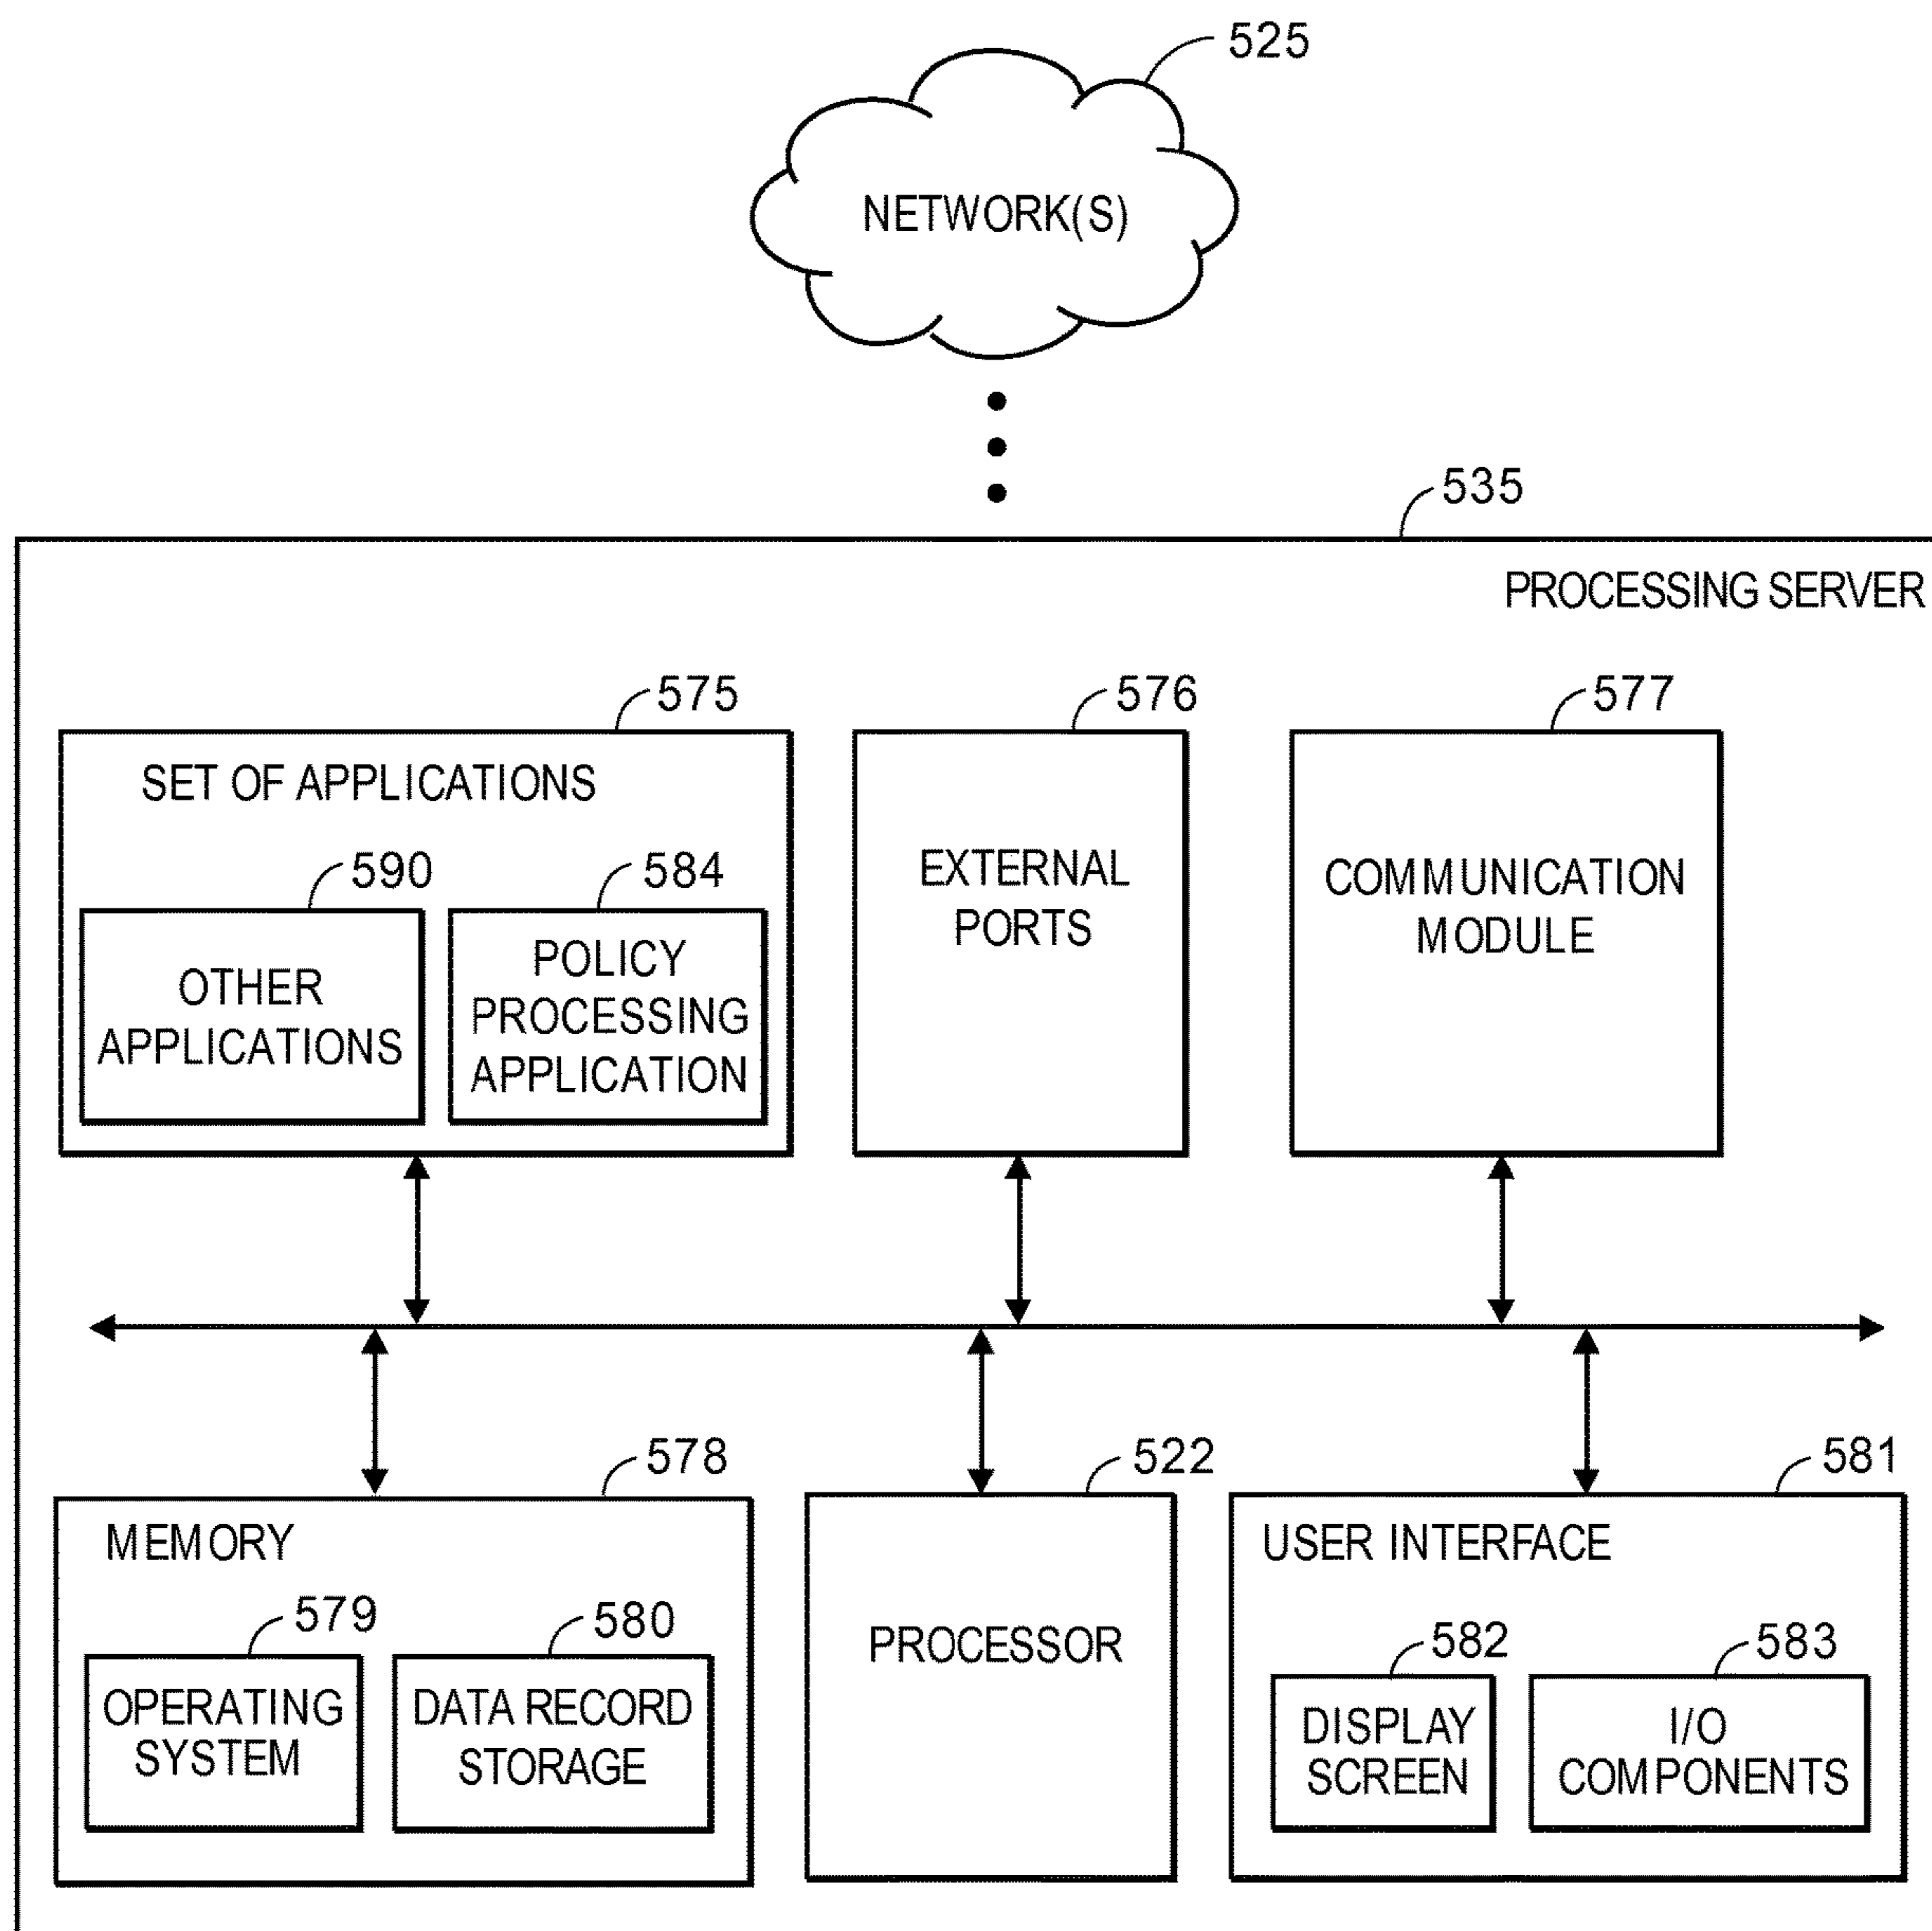 525
NETWORK(S)
535
PROCESSING SERVER
575
576
577
SET OF APPLICATIONS
590
584
OTHER
APPLICATIONS
POLICY
PROCESSING
APPLICATION
EXTERNAL
PORTS
COMMUNICATION
MODULE
578
522
581
MEMORY
579
580
OPERATING
SYSTEM
DATA RECORD
STORAGE
PROCESSOR
USER INTERFACE
582
583
DISPLAY
SCREEN
I/O
COMPONENTS